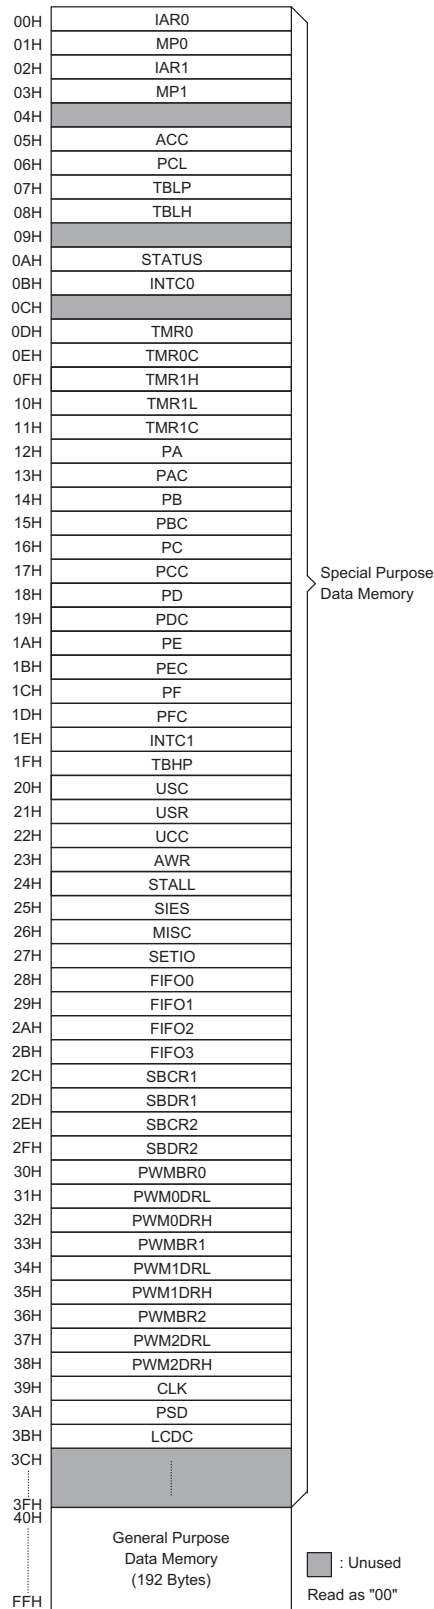 00H IAR0
01H MP0
02H IAR1
03H MP1
04H
05H ACC
06H PCL
07H TBLP
08H TBLH
09H
0AH STATUS
0BH INTC0
0CH
0DH TMR0
0EH TMR0C
0FH TMR1H
10H TMR1L
11H TMR1C
12H PA
13H PAC
14H PB
15H PBC
16H PC
17H PCC
18H PD
19H PDC
1AH PE
1BH PEC
1CH PF
1DH PFC
1EH INTC1
1FH TBHP
20H USC
21H USR
22H UCC
23H AWR
24H STALL
25H SIES
26H MISC
27H SETIO
28H FIFO0
29H FIFO1
2AH FIFO2
2BH FIFO3
2CH SBCR1
2DH SBDR1
2EH SBCR2
2FH SBDR2
30H PWMBR0
31H PWM0DRL
32H PWM0DRH
33H PWMBR1
34H PWM1DRL
35H PWM1DRH
36H PWMBR2
37H PWM2DRL
38H PWM2DRH
39H CLK
3AH PSD
3BH LCDC
3CH
3FH
Special Purpose
Data Memory
40H
General Purpose
Data Memory
(192 Bytes)
FFH
: Unused
Read as "00"